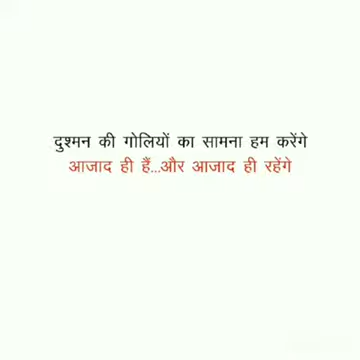 दुश्मन की गोलियों का सामना हम करेंगे
आजाद ही हैं...और आजाद ही रहेंगे